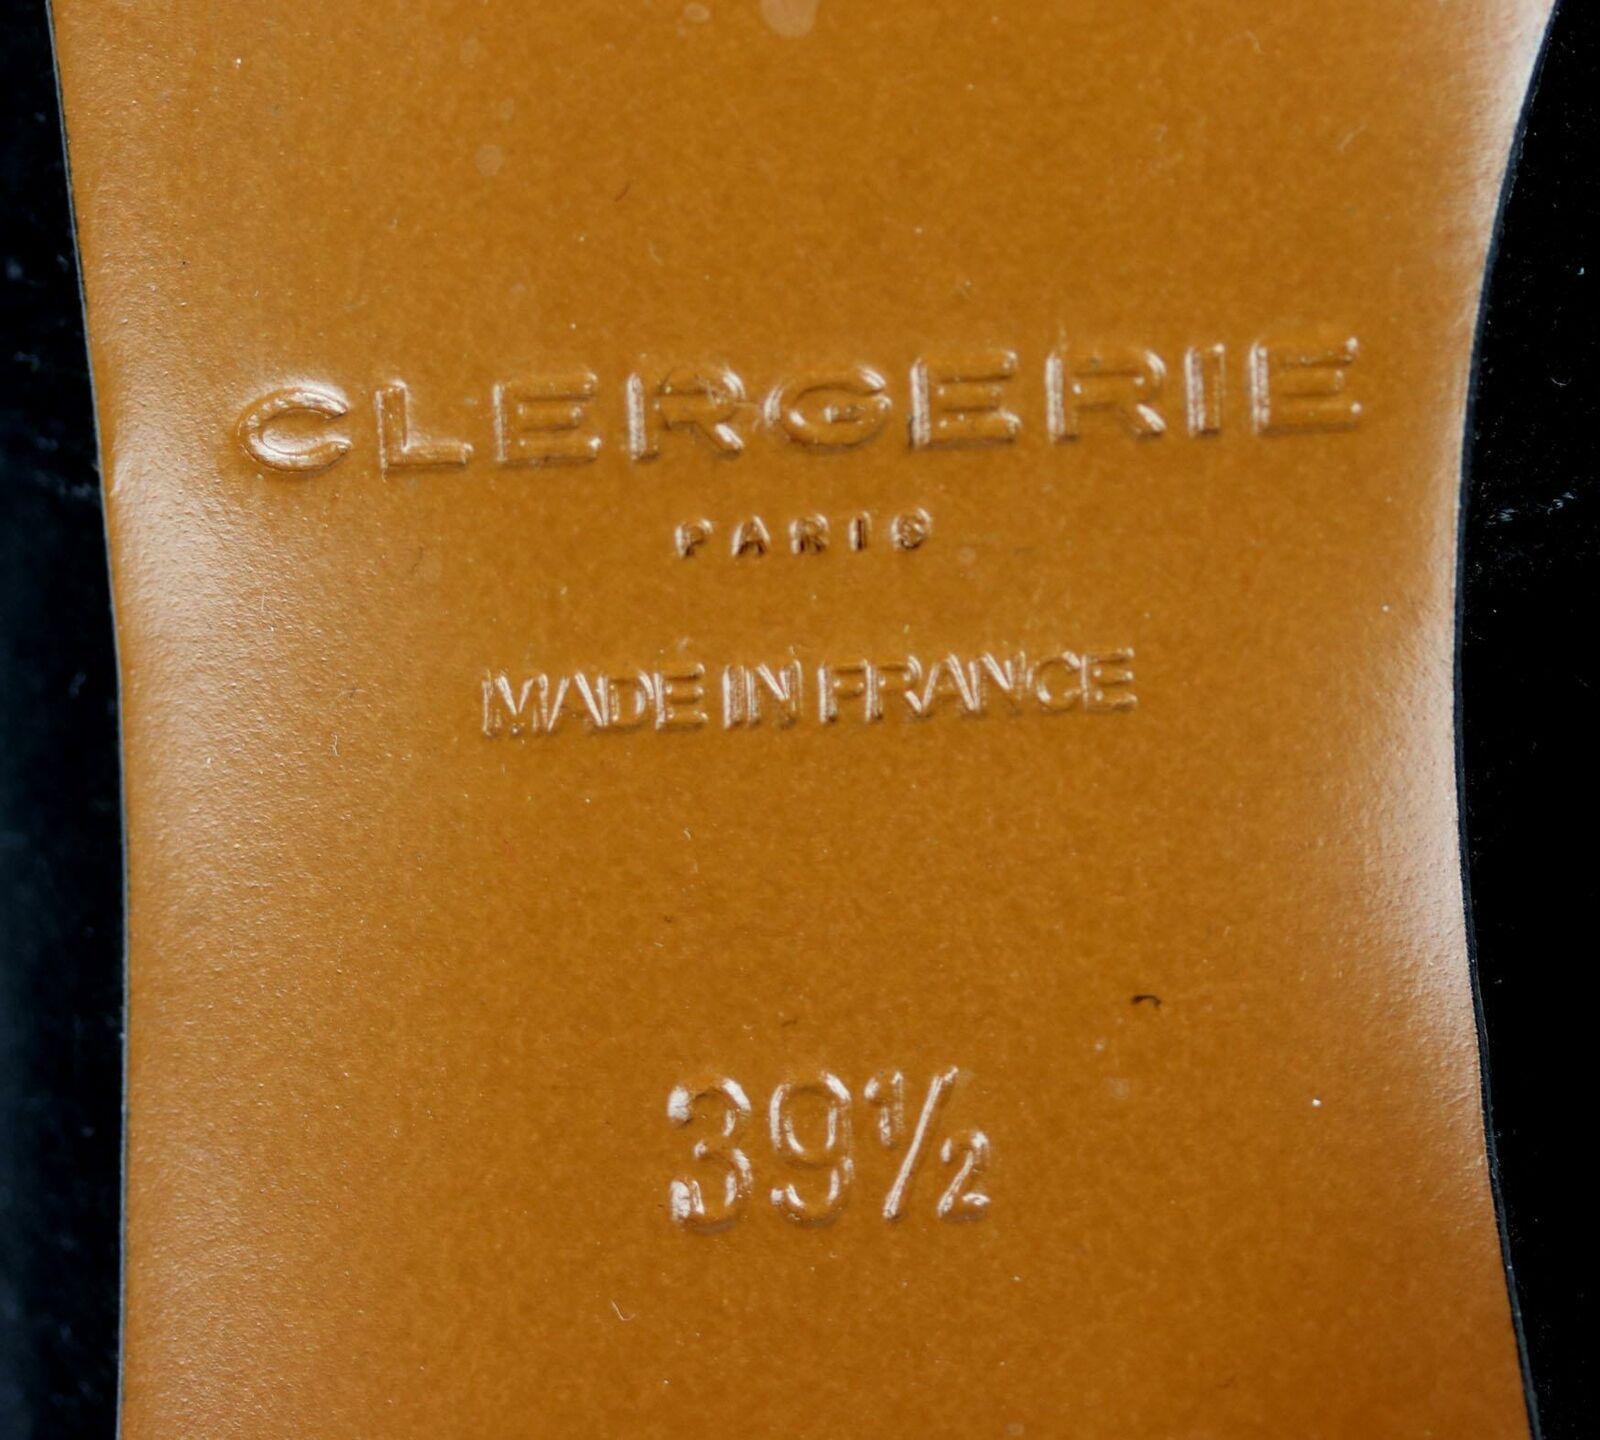 CLERGERIE
PARIS
MADE IN FRANCE
39½